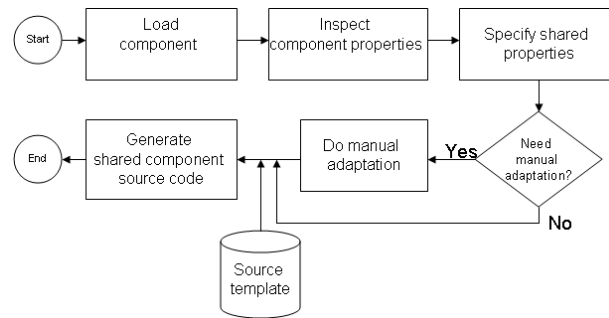 Start
Load
component
Inspect
component properties
Specify shared
properties
Need
manual
adaptation?
Yes
No
Do manual
adaptation
Generate
shared component
source code
End
Source
template